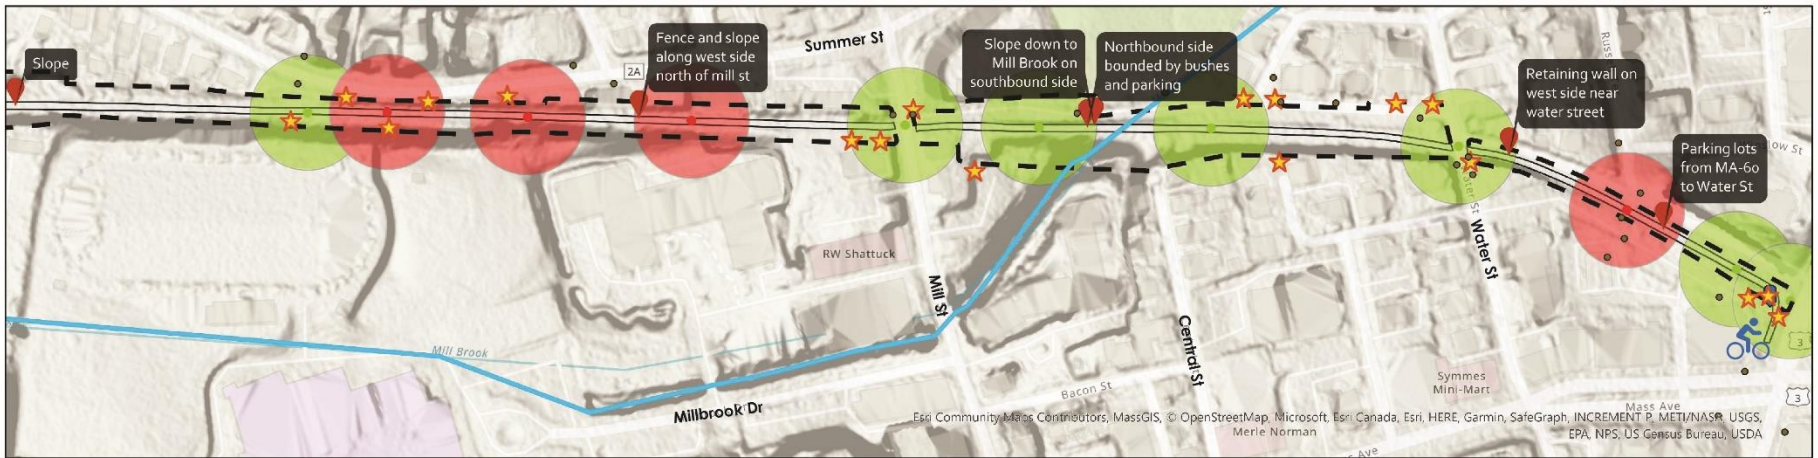 Slope
2A
Fence and slope
along west side
north of mill st
Summer St
Slope down to
Mill Brook on
southbound side
Northbound side
bounded by bushes
and parking
Retaining wall on
west side near
water street
Parking lots
from MA-60
to Water St
RW Shattuck
Mill St
Water St
Central St
Mill Brook
Millbrook Dr
Bacon St
Symmes
Mini-Mart
Mass Ave
3
3
Esri Community Maps Contributors, MassGIS, © OpenStreetMap, Microsoft, Esri Canada, Esri, HERE, Garmin, SafeGraph, INCREMENT P, METI/NASA, USGS,
EPA, NPS, US Census Bureau, USDA
Merle Norman
Ave